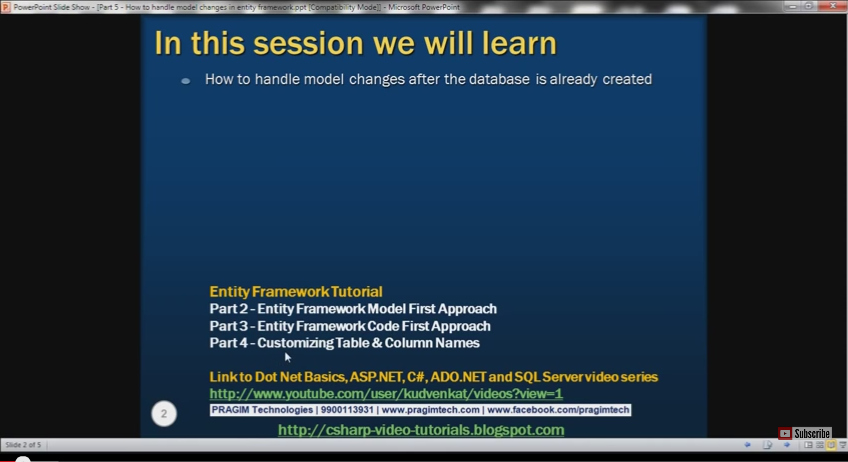 PowerPoint Slide Show - [Part 5 - How to handle model changes in entity framework.ppt [Compatibility Mode]] - Microsoft PowerPoint
In this session we will learn
How to handle model changes after the database is already created
Entity Framework Tutorial
Part 2 - Entity Framework Model First Approach
Part 3 - Entity Framework Code First Approach
Part 4 - Customizing Table & Column Names
Link to Dot Net Basics, ASP.NET, C#, ADO.NET and SQL Server video series
http://www.youtube.com/user/kudvenkat/videos?view=1
2
PRAGIM Technologies | 9900113931 | www.pragimtech.com | www.facebook.com/pragimtech
http://csharp-video-tutorials.blogspot.com
Subscribe
Slide 2 of 5